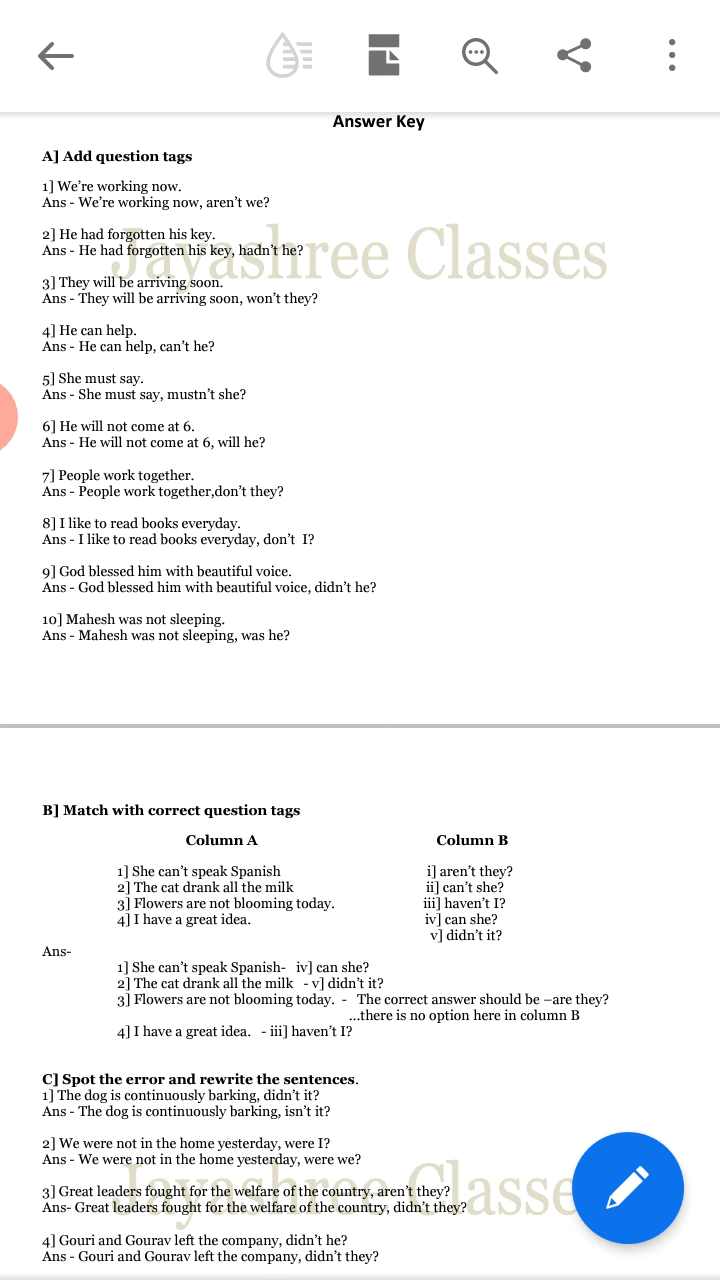 Answer Key
A] Add question tags
1] We're working now.
Ans - We're working now, aren't we?
2] He had forgotten his key.
Ans - He had forgotten his key, hadn't he?
Jayashree Classes
3] They will be arriving soon.
Ans - They will be arriving soon, won't they?
4] He can help.
Ans - He can help, can't he?
5] She must say.
Ans - She must say, mustn't she?
6] He will not come at 6.
Ans - He will not come at 6, will he?
7] People work together.
Ans - People work together,don't they?
8] I like to read books everyday.
Ans - I like to read books everyday, don't  I?
9] God blessed him with beautiful voice.
Ans - God blessed him with beautiful voice, didn't he?
10] Mahesh was not sleeping.
Ans - Mahesh was not sleeping, was he?
B] Match with correct question tags
Column A Column B
1] She can't speak Spanish i] aren't they?
2] The cat drank all the milk ii] can't she?
3] Flowers are not blooming today. iii] haven't I?
4] I have a great idea. iv] can she?
v] didn't it?
Ans-
1] She can't speak Spanish-   iv] can she?
2] The cat drank all the milk   - v] didn't it?
3] Flowers are not blooming today.  -   The correct answer should be –are they?
...there is no option here in column B
4] I have a great idea.   - iii] haven't I?
C] Spot the error and rewrite the sentences.
1] The dog is continuously barking, didn't it?
Ans - The dog is continuously barking, isn't it?
2] We were not in the home yesterday, were I?
Ans - We were not in the home yesterday, were we?
Jayashree Classe
3] Great leaders fought for the welfare of the country, aren't they?
Ans- Great leaders fought for the welfare of the country, didn't they?
4] Gouri and Gourav left the company, didn't he?
Ans - Gouri and Gourav left the company, didn't they?